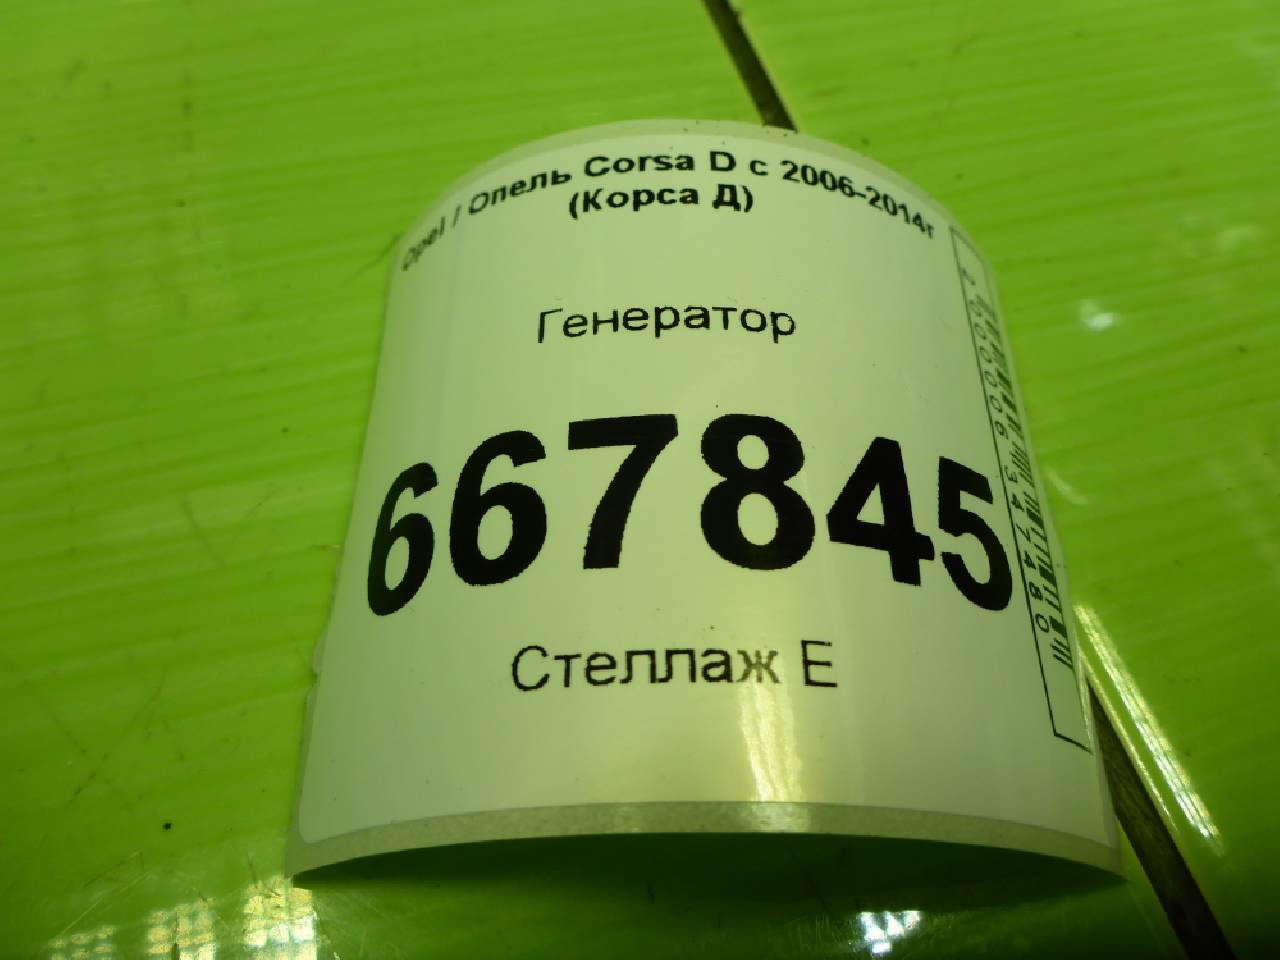 Opel / Опель Corsa D с 2006-2014г
(Корса Д)
Генератор
667845
Стеллаж Е